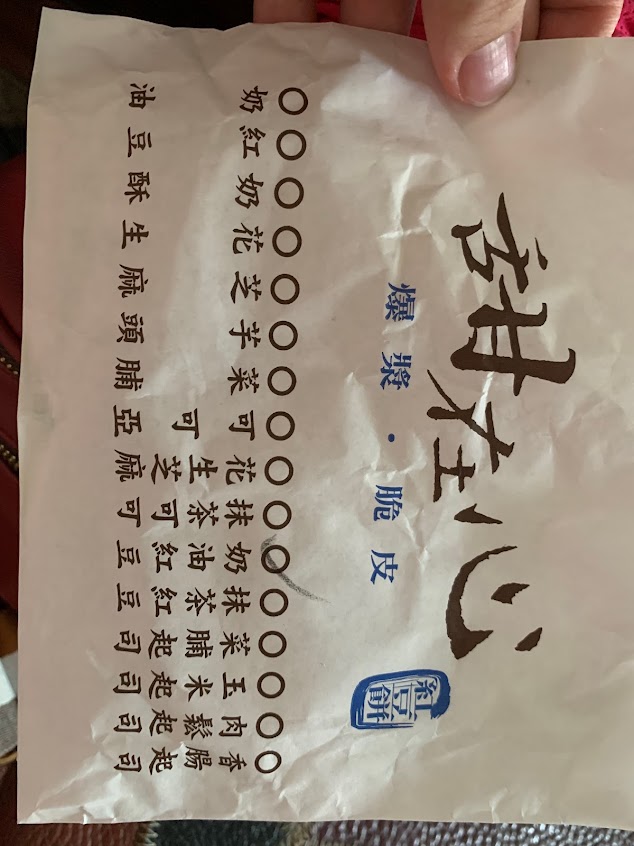 甜在心
爆漿・脆皮
紅豆餅
○奶油
○紅豆
○奶酥
○花生
○芝麻
○芋頭
○菜脯
○可可亞
○花生芝麻
○抹茶可可
○奶油紅豆
○抹茶紅豆
○菜脯起司
○玉米起司
○肉鬆起司
○香腸起司